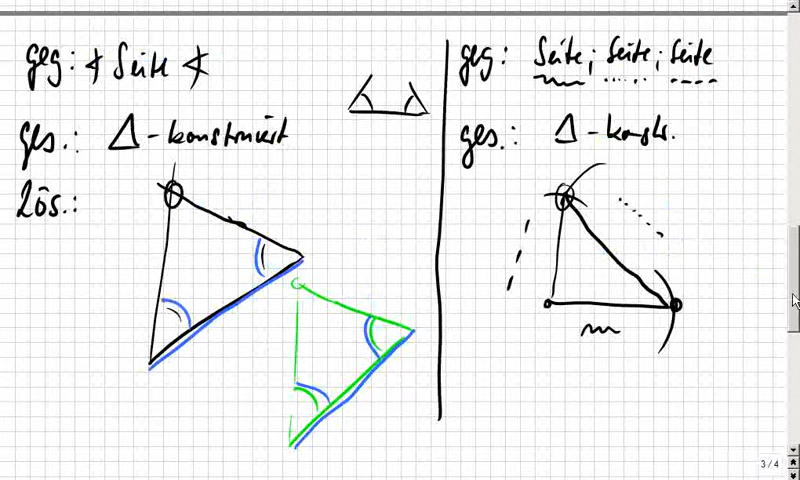 geg: ∢ Seite ∢
ges.: Δ - konstruiert
Lös.:
geg: Seite; Seite; Seite
ges.: Δ - konstr.
3 / 4